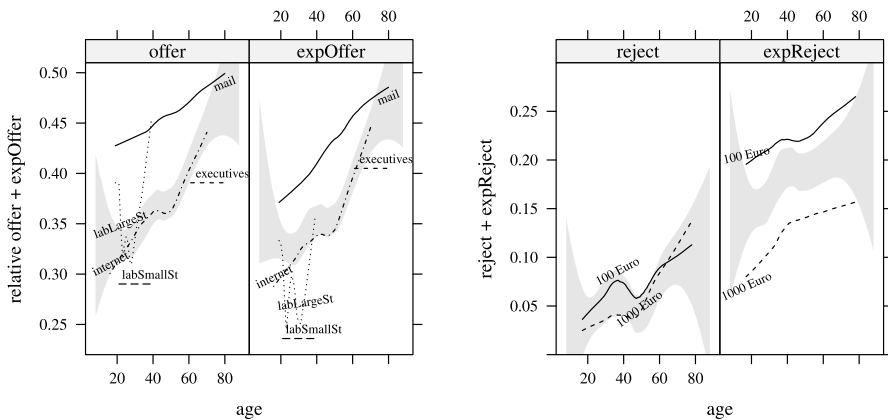 20 40 60 80
20 40 60 80
offer expOffer
reject expReject
0.50
0.45
0.40
0.35
0.30
0.25
relative offer + expOffer
mail
labLargeSt
internet
labSmallSt
executives
mail
executives
internet
labLargeSt
labSmallSt
20 40 60 80
age
0.25
0.20
0.15
0.10
0.05
reject + expReject
100 Euro
1000 Euro
100 Euro
1000 Euro
20 40 60 80
age